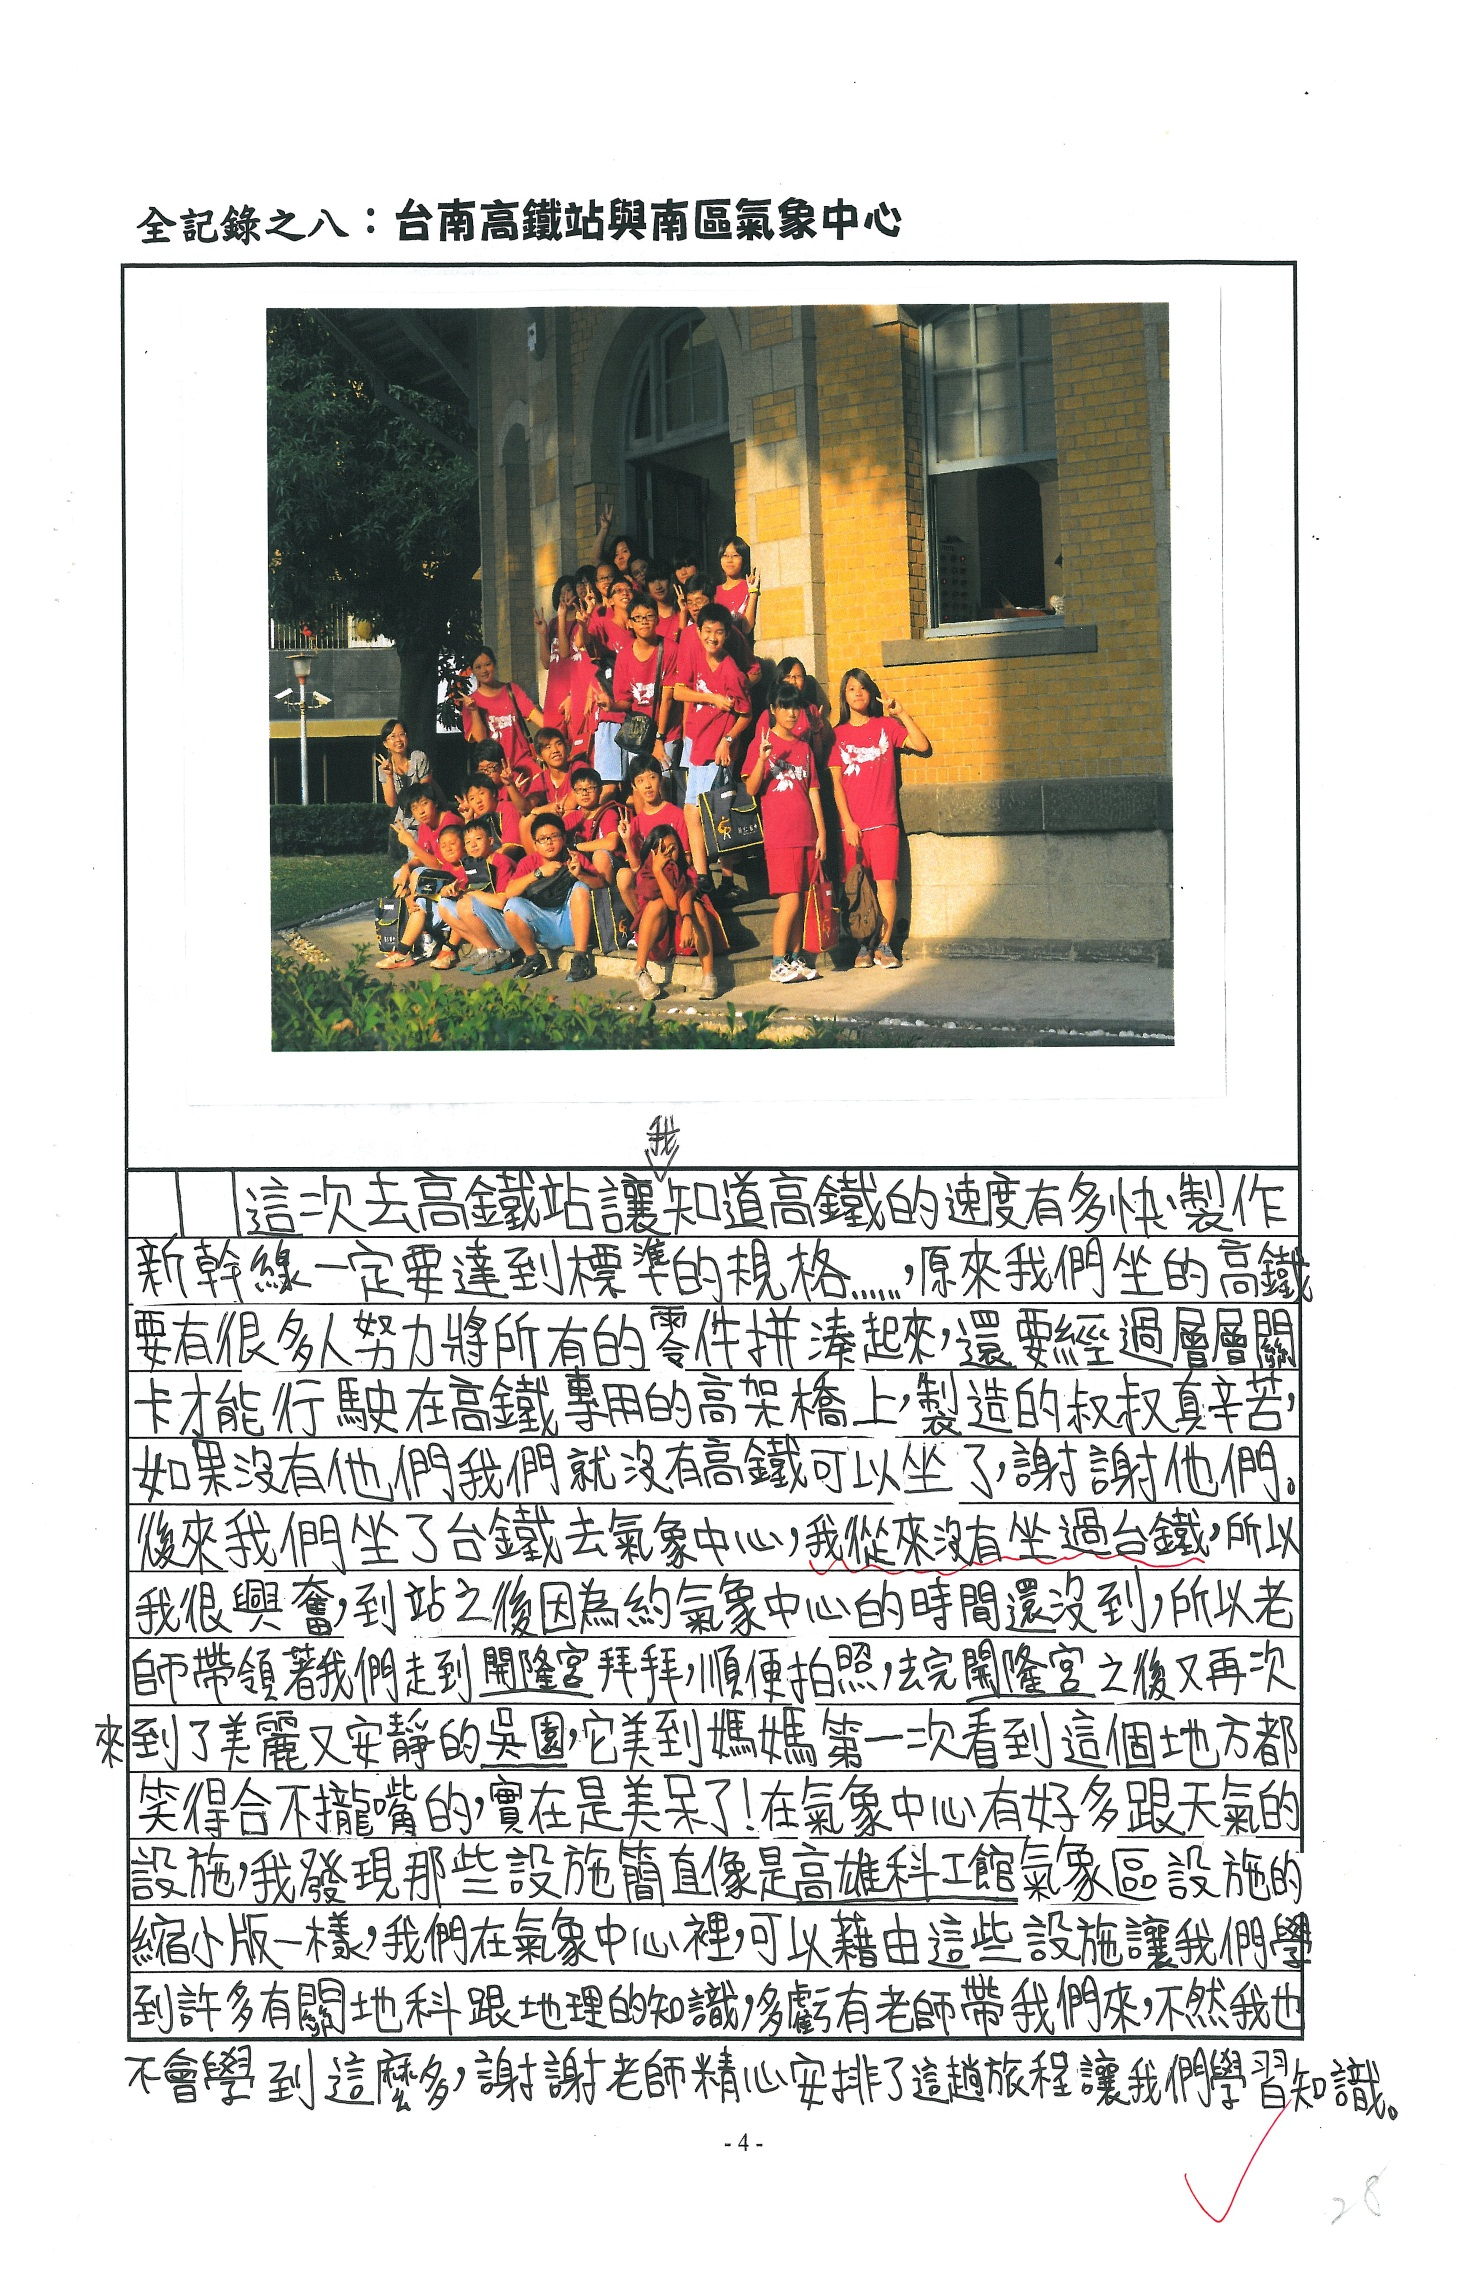 全記錄之八：台南高鐵站與南區氣象中心
我
這次去高鐵站讓知道高鐵的速度有多快、製作
新幹線一定要達到標準的規格……，原來我們坐的高鐵
要有很多人努力將所有的零件拼湊起來，還要經過層層關
卡才能行駛在高鐵專用的高架橋上，製造的叔叔真辛苦，
如果沒有他們我們就沒有高鐵可以坐了，謝謝他們。
後來我們坐了台鐵去氣象中心，我從來沒有坐過台鐵，所以
我很興奮，到站之後因為約氣象中心的時間還沒到，所以老
師帶領著我們走到開隆宮拜拜，順便拍照，去完開隆宮之後又再次
來到了美麗又安靜的吳園，它美到媽媽第一次看到這個地方都
笑得合不攏嘴的，實在是美呆了！在氣象中心有好多跟天氣的
設施，我發現那些設施簡直像是高雄科工館氣象區設施的
縮小版一樣，我們在氣象中心裡，可以藉由這些設施讓我們學
到許多有關地科跟地理的知識，多虧有老師帶我們來，不然我也
不會學到這麼多，謝謝老師精心安排了這趟旅程讓我們學習知識。
- 4 -
28